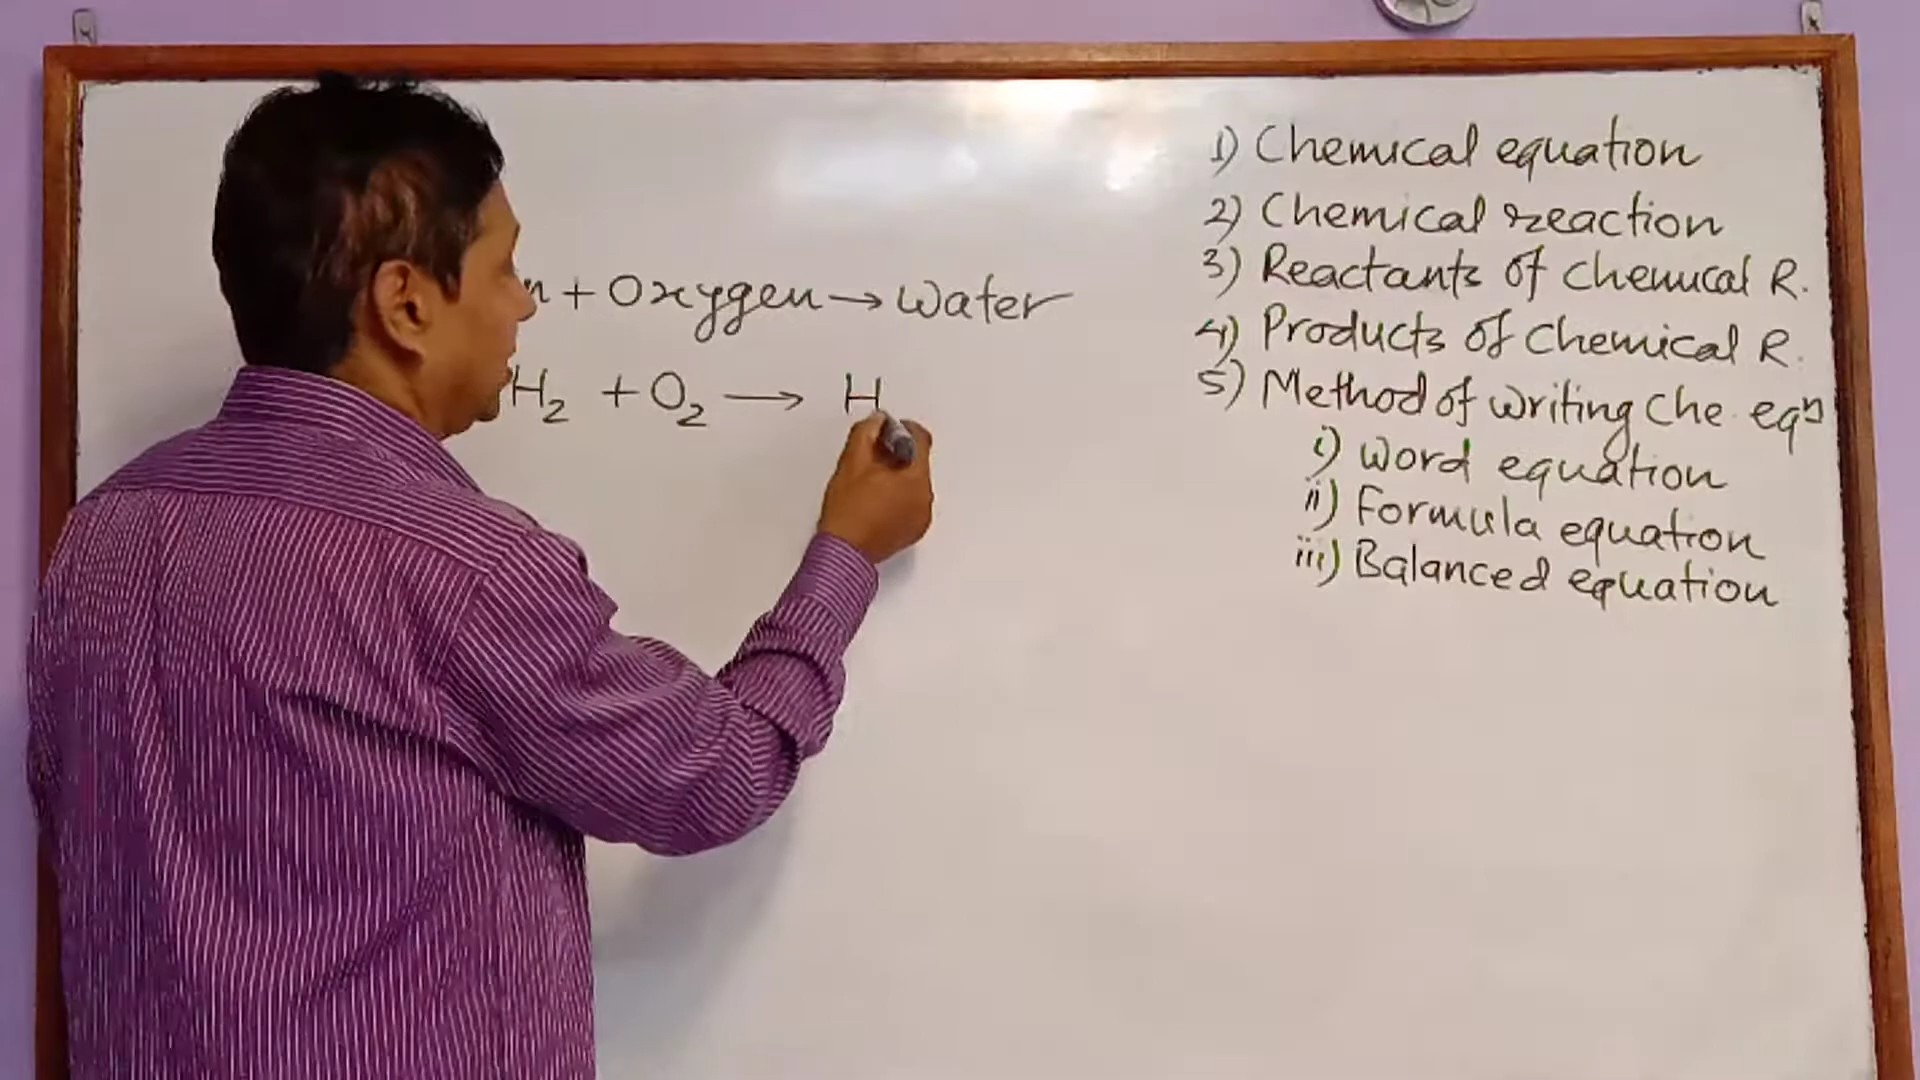 + Oxygen → Water
H2 + O2 → H
1) Chemical equation
2) Chemical reaction
3) Reactants of Chemical R.
4) Products of Chemical R.
5) Method of writing Che. eqn
i) Word equation
ii) Formula equation
iii) Balanced equation